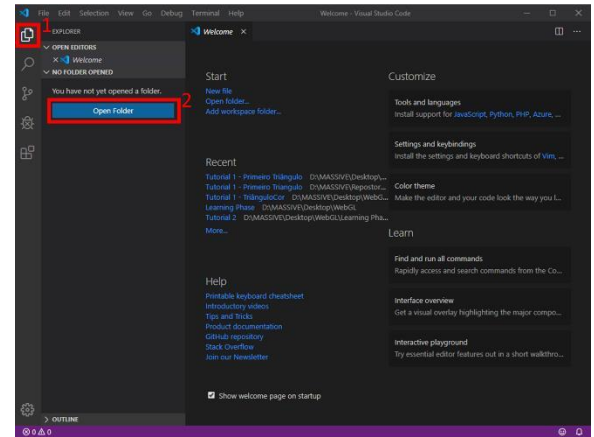 File Edit Selection View Go Debug Terminal Help Welcome - Visual Studio Code
1
EXPLORER
Welcome
OPEN EDITORS
Welcome
NO FOLDER OPENED
You have not yet opened a folder.
Open Folder
2
OUTLINE
Start
New file
Open folder...
Add workspace folder...
Recent
Tutorial 1 - Primeiro Triângulo D:\MASSIVE\Desktop\...
Tutorial 1 - Primeiro Triangulo D:\MASSIVE\Repostor...
Tutorial 1 - TriânguloCor D:\MASSIVE\Desktop\WebG...
Learning Phase D:\MASSIVE\Desktop\WebGL
Tutorial 2 D:\MASSIVE\Desktop\WebGL\Learning Pha...
More...
Help
Printable keyboard cheatsheet
Introductory videos
Tips and Tricks
Product documentation
GitHub repository
Stack Overflow
Join our Newsletter
Show welcome page on startup
Customize
Tools and languages
Install support for JavaScript, Python, PHP, Azure, ...
Settings and keybindings
Install the settings and keyboard shortcuts of Vim, ...
Color theme
Make the editor and your code look the way you l...
Learn
Find and run all commands
Rapidly access and search commands from the Co...
Interface overview
Get a visual overlay highlighting the major compo...
Interactive playground
Try essential editor features out in a short walkthro...
0 0